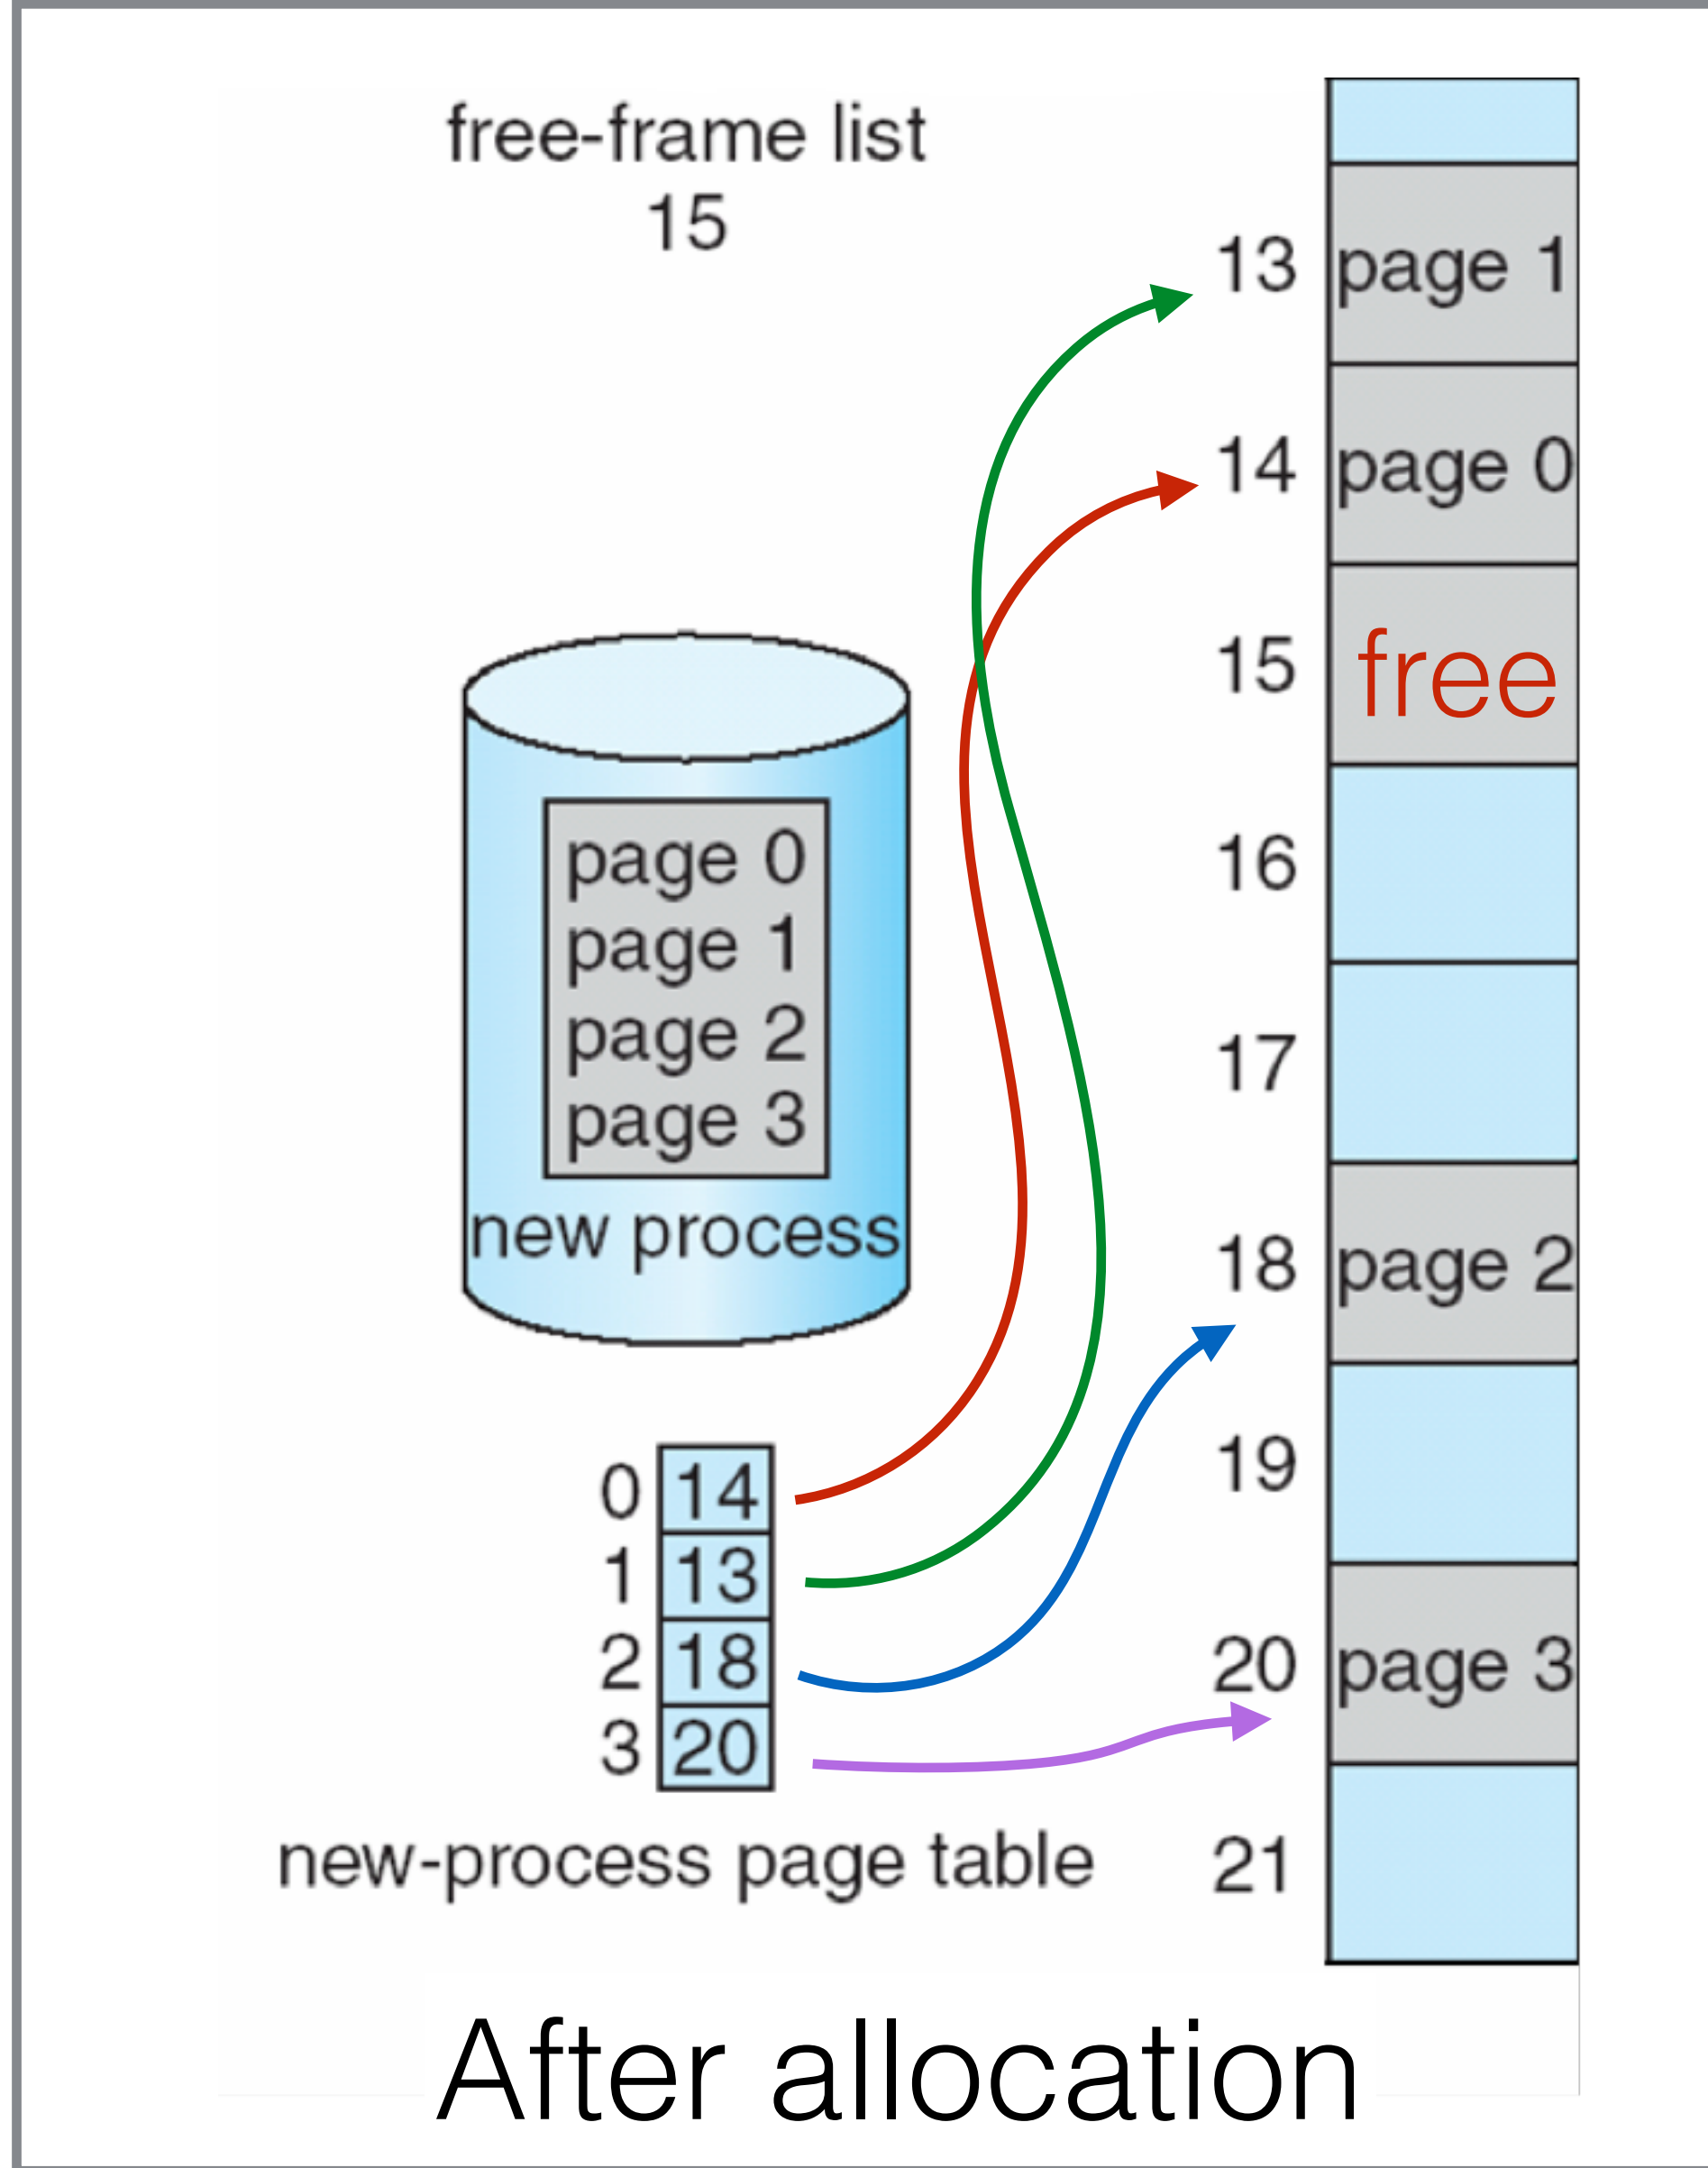 free-frame list
15
13 page 1
14 page 0
15 free
16
17
18 page 2
19
20 page 3
21
page 0
page 1
page 2
page 3
new process
0 14
1 13
2 18
3 20
new-process page table
After allocation